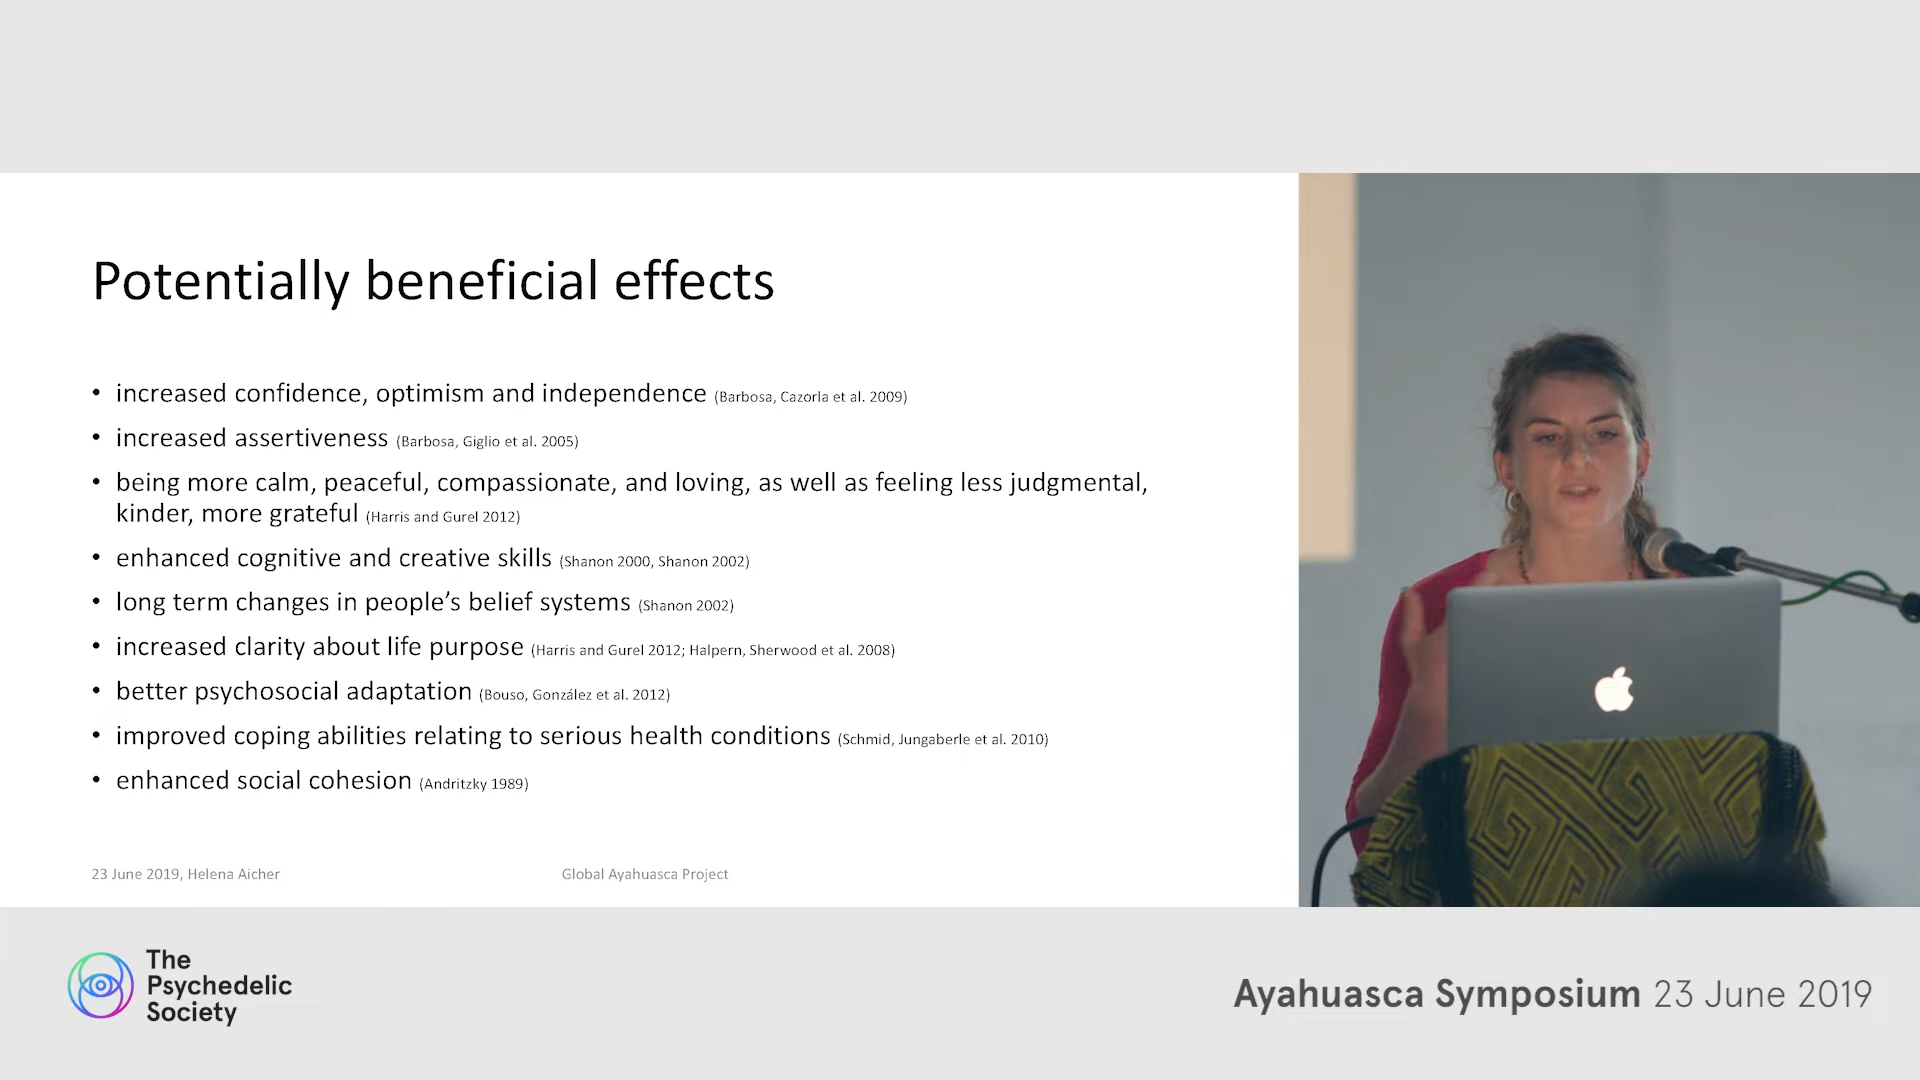 Potentially beneficial effects
• increased confidence, optimism and independence (Barbosa, Cazorla et al. 2009)
• increased assertiveness (Barbosa, Giglio et al. 2005)
• being more calm, peaceful, compassionate, and loving, as well as feeling less judgmental,
kinder, more grateful (Harris and Gurel 2012)
• enhanced cognitive and creative skills (Shanon 2000, Shanon 2002)
• long term changes in people’s belief systems (Shanon 2002)
• increased clarity about life purpose (Harris and Gurel 2012; Halpern, Sherwood et al. 2008)
• better psychosocial adaptation (Bouso, González et al. 2012)
• improved coping abilities relating to serious health conditions (Schmid, Jungaberle et al. 2010)
• enhanced social cohesion (Andritzky 1989)
23 June 2019, Helena Aicher
Global Ayahuasca Project
The
Psychedelic
Society
Ayahuasca Symposium 23 June 2019